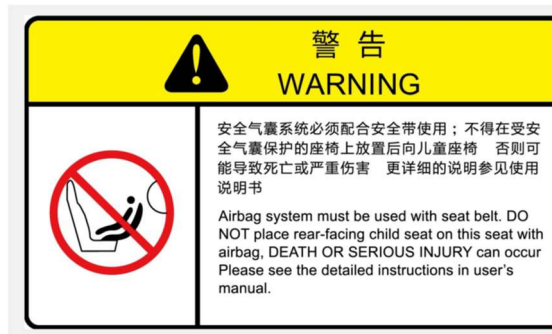 警告
WARNING
安全气囊系统必须配合安全带使用；不得在受安
全气囊保护的座椅上放置后向儿童座椅　否则可
能导致死亡或严重伤害　更详细的说明参见使用
说明书
Airbag system must be used with seat belt. DO
NOT place rear-facing child seat on this seat with
airbag, DEATH OR SERIOUS INJURY can occur
Please see the detailed instructions in user's
manual.